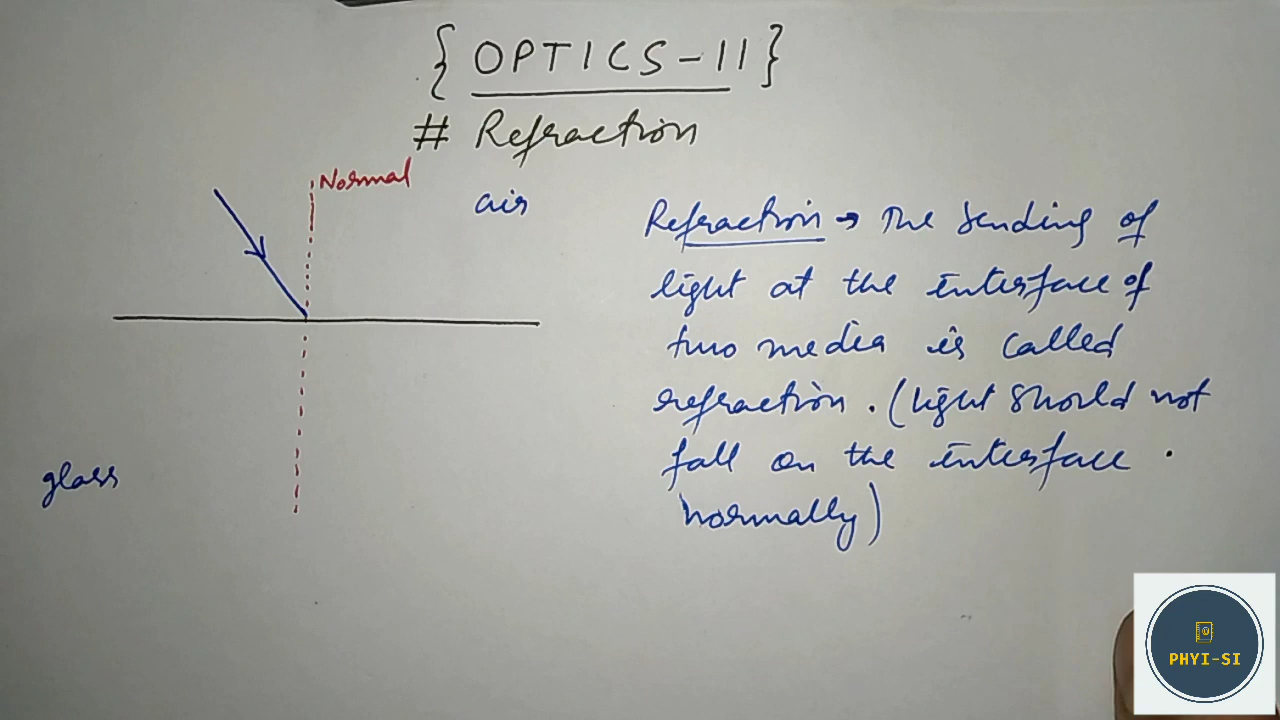 { OPTICS-11 }
# Refraction
Normal
air
Refraction → The bending of
light at the interface of
two media is called
refraction. (light should not
fall on the interface.
normally)
glass
PHYI-SI